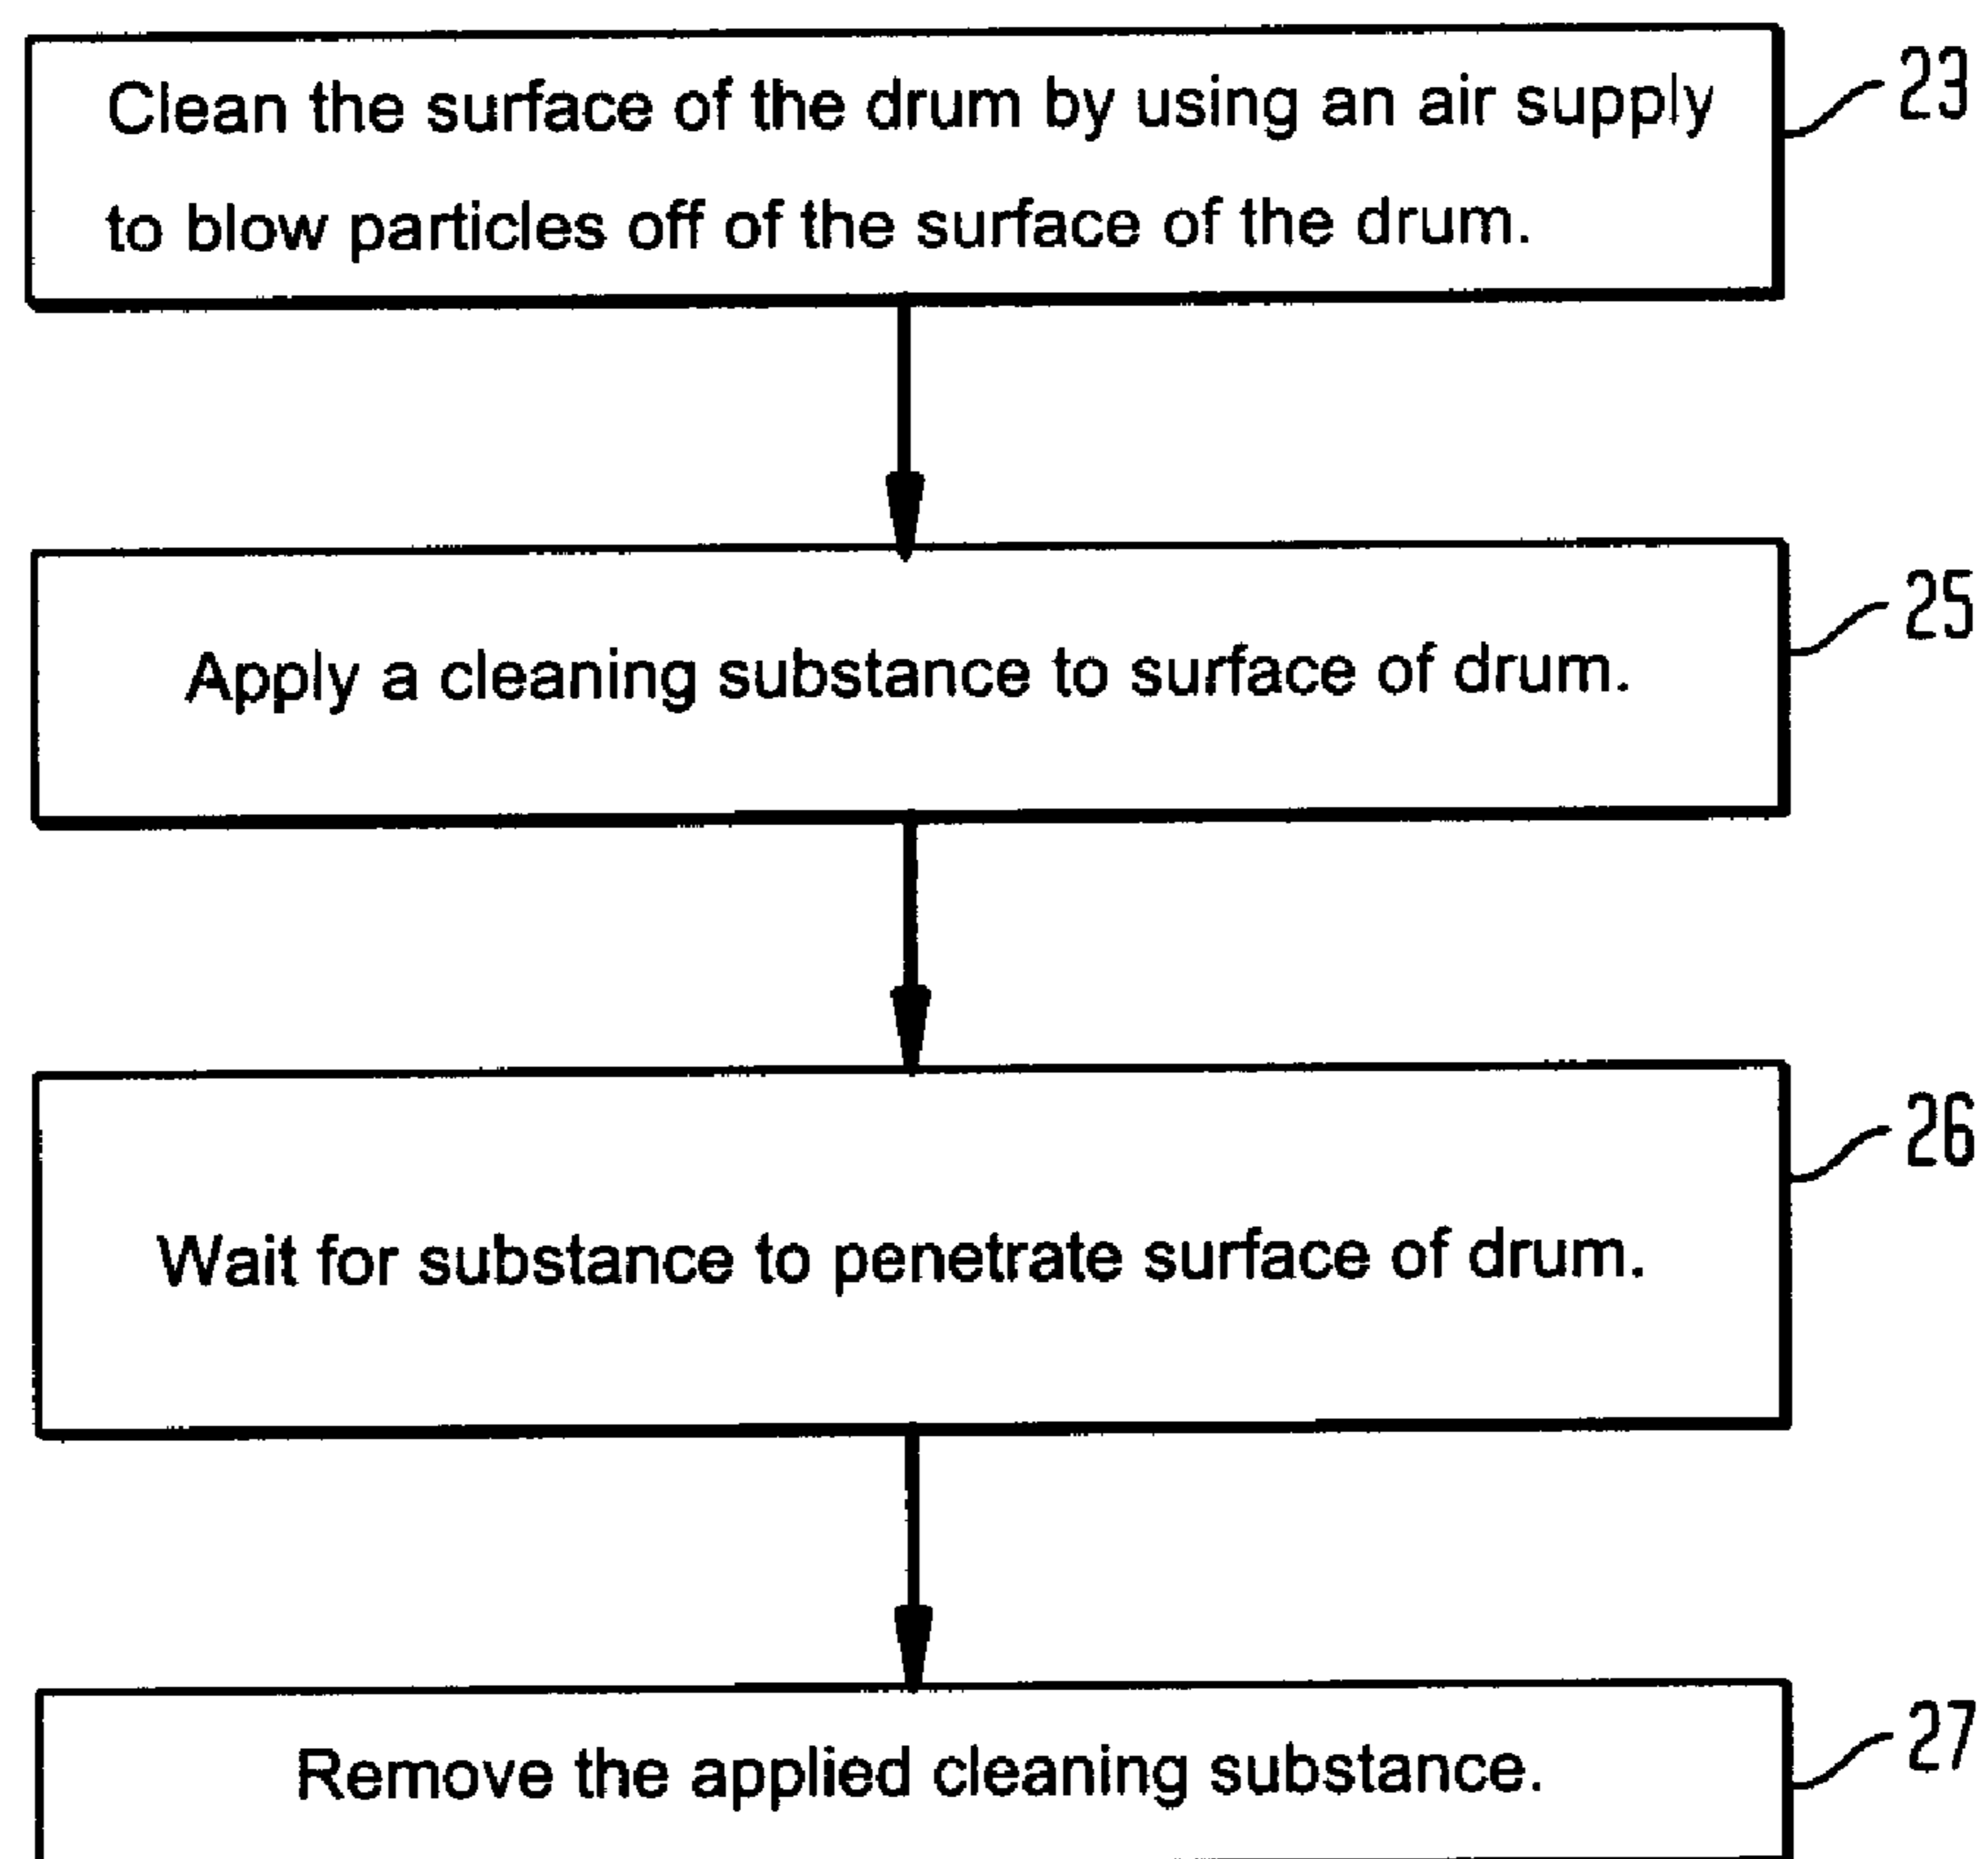 Clean the surface of the drum by using an air supply
to blow particles off of the surface of the drum.
23
Apply a cleaning substance to surface of drum.
25
Wait for substance to penetrate surface of drum.
26
Remove the applied cleaning substance.
27